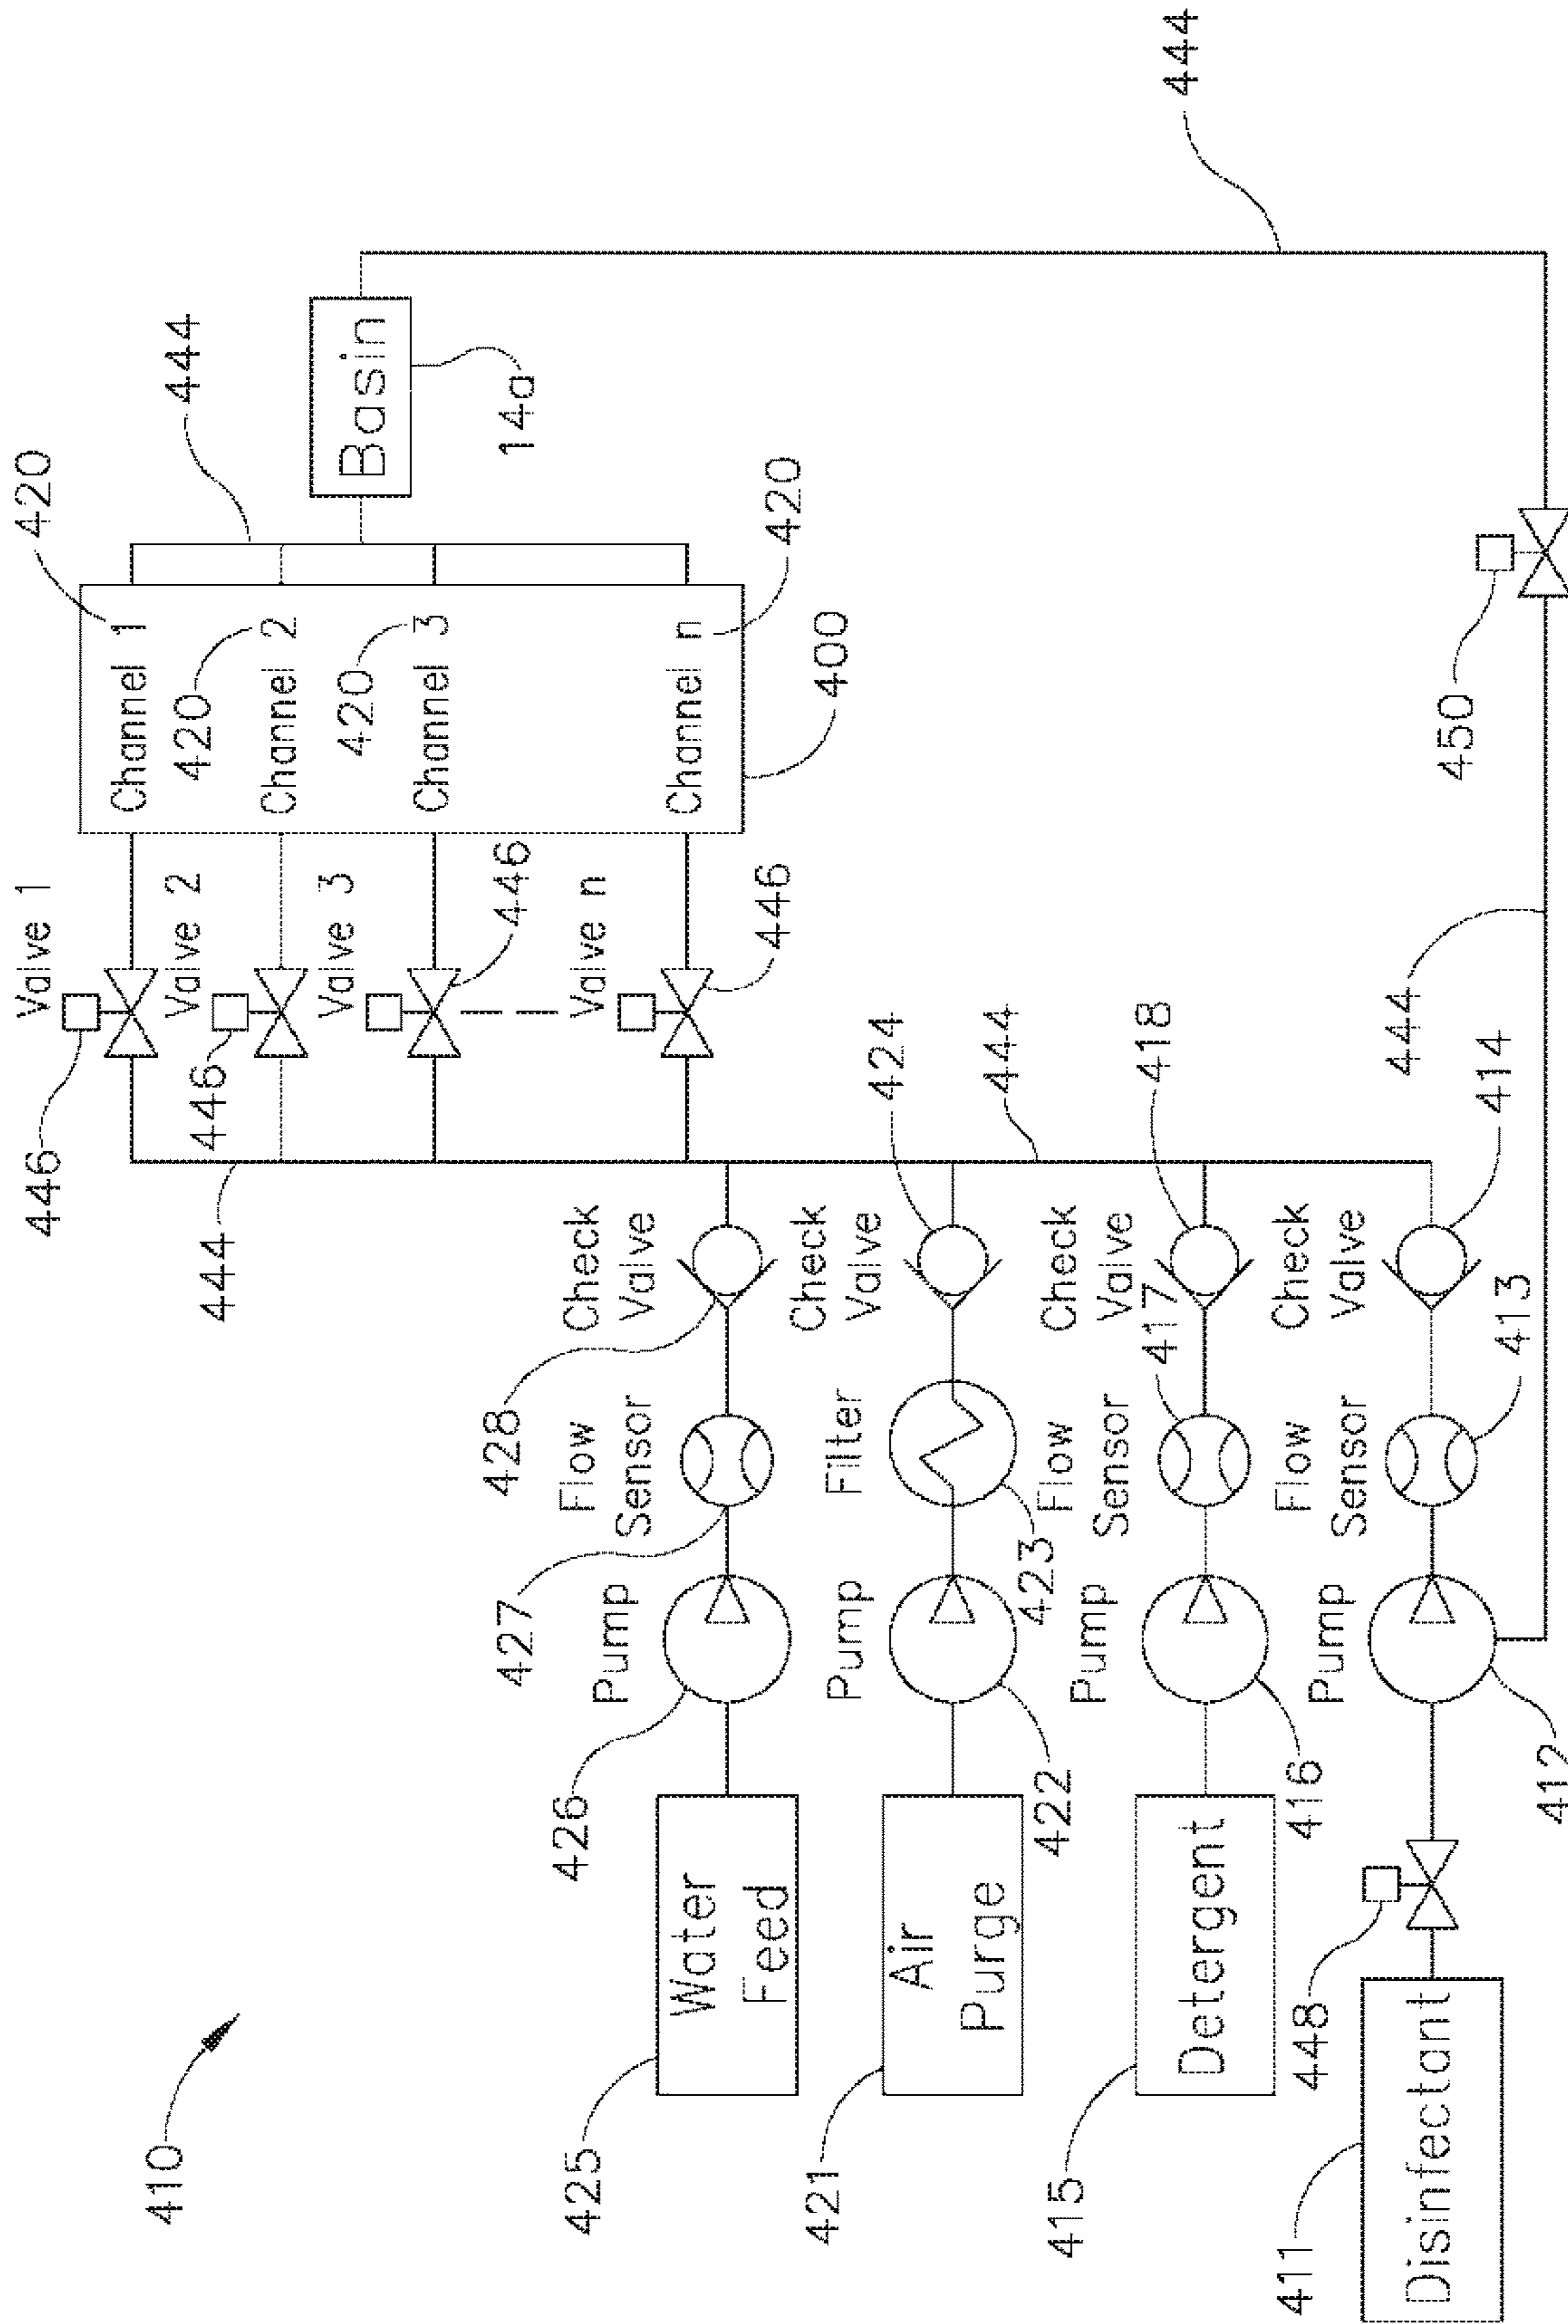 410
Valve 1
446
Valve 2
446
Valve 3
446
Valve n
446
444
Channel 1
420
Channel 2
420
Channel 3
420
Channel n
420
400
444
Basin
14a
444
425
Water
Feed
Pump
426
Flow
Sensor
427
Check
Valve
428
421
Air
Purge
Pump
422
Filter
423
Check
Valve
424
444
415
Detergent
Pump
416
Flow
Sensor
417
Check
Valve
418
411
Disinfectant
448
Pump
412
Flow
Sensor
413
Check
Valve
414
444
450